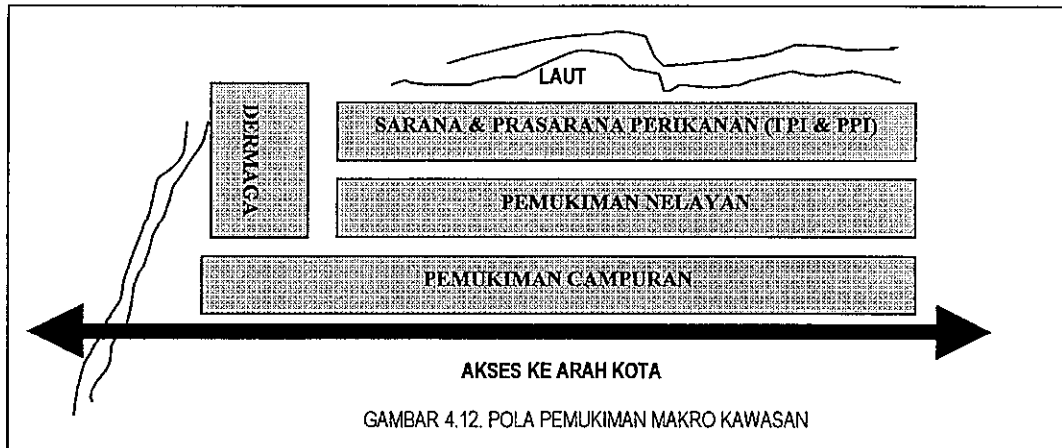 LAUT
DERMAGA
SARANA & PRASARANA PERIKANAN (TPI & PPI)
PEMUKIMAN NELAYAN
PEMUKIMAN CAMPURAN
AKSES KE ARAH KOTA
GAMBAR 4.12. POLA PEMUKIMAN MAKRO KAWASAN